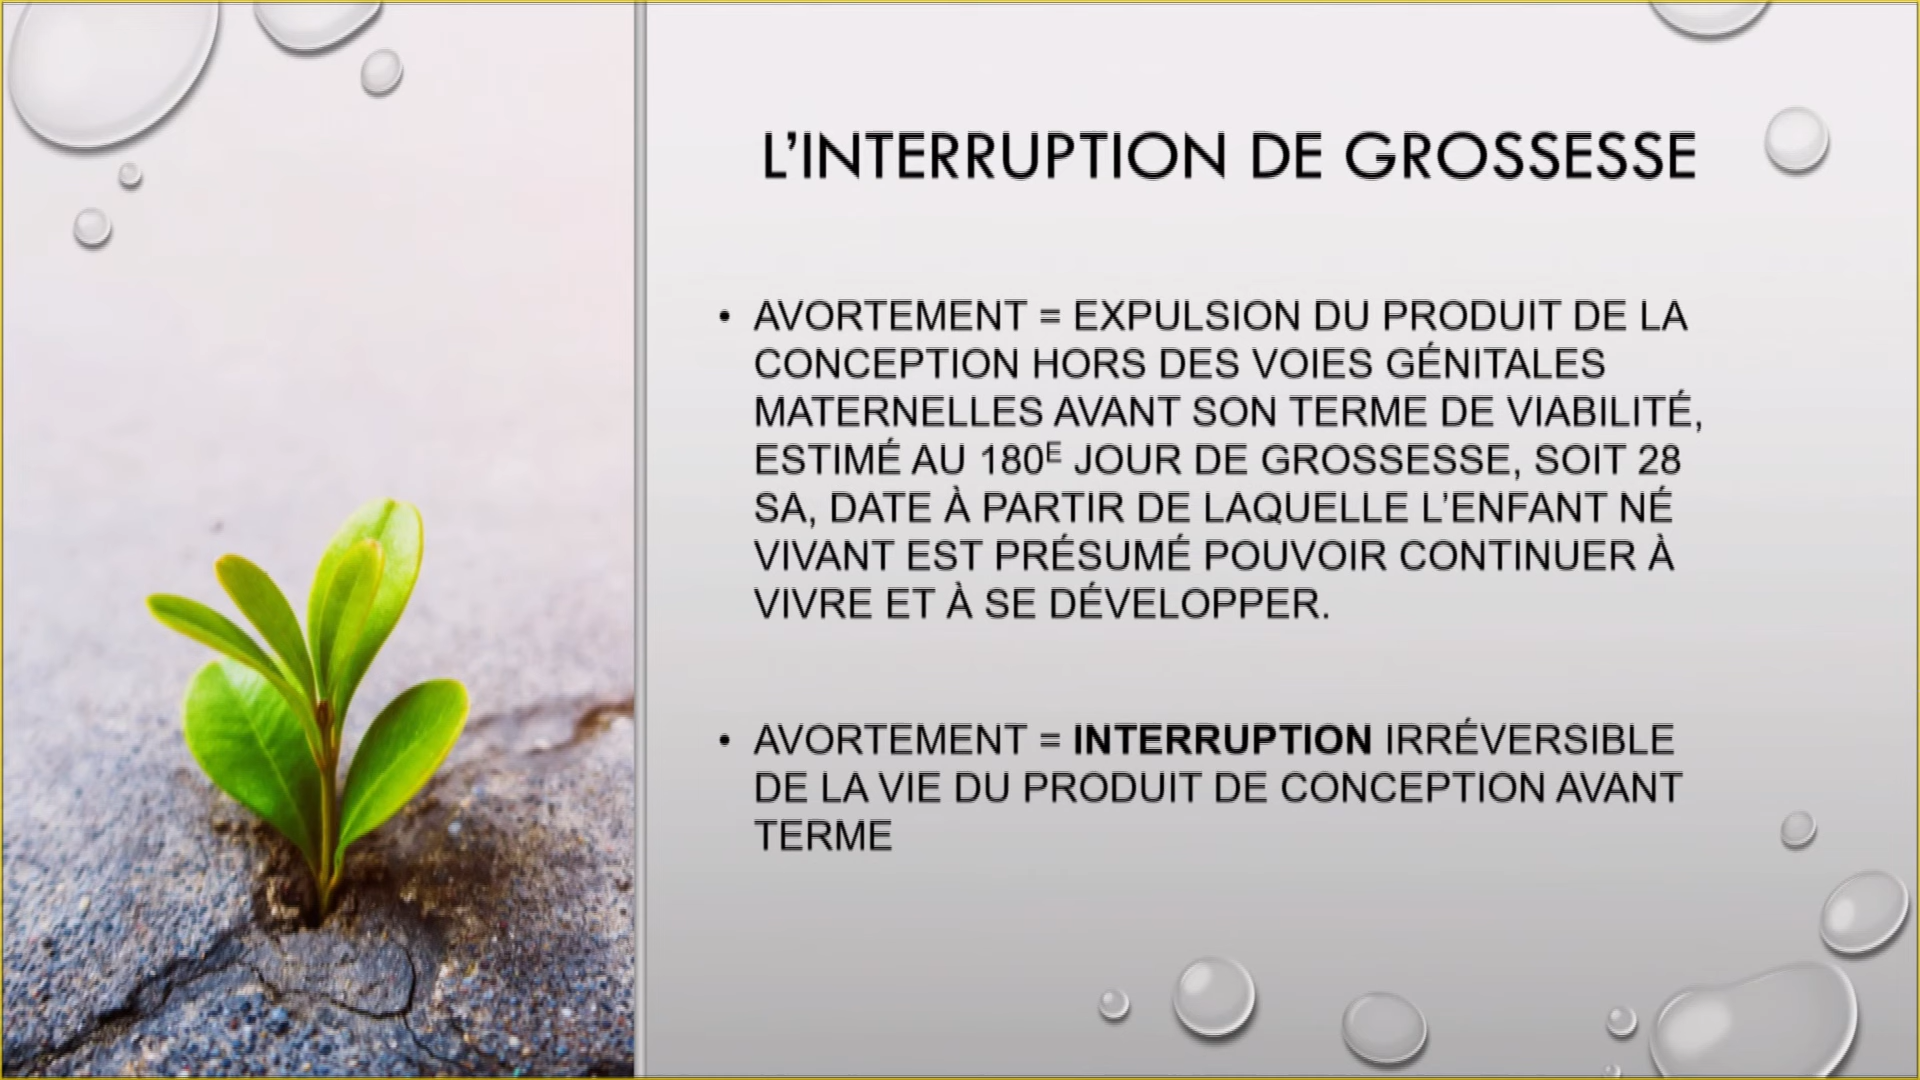 L’INTERRUPTION DE GROSSESSE
• AVORTEMENT = EXPULSION DU PRODUIT DE LA
CONCEPTION HORS DES VOIES GÉNITALES
MATERNELLES AVANT SON TERME DE VIABILITÉ,
ESTIMÉ AU 180E JOUR DE GROSSESSE, SOIT 28
SA, DATE À PARTIR DE LAQUELLE L’ENFANT NÉ
VIVANT EST PRÉSUMÉ POUVOIR CONTINUER À
VIVRE ET À SE DÉVELOPPER.
• AVORTEMENT = INTERRUPTION IRRÉVERSIBLE
DE LA VIE DU PRODUIT DE CONCEPTION AVANT
TERME